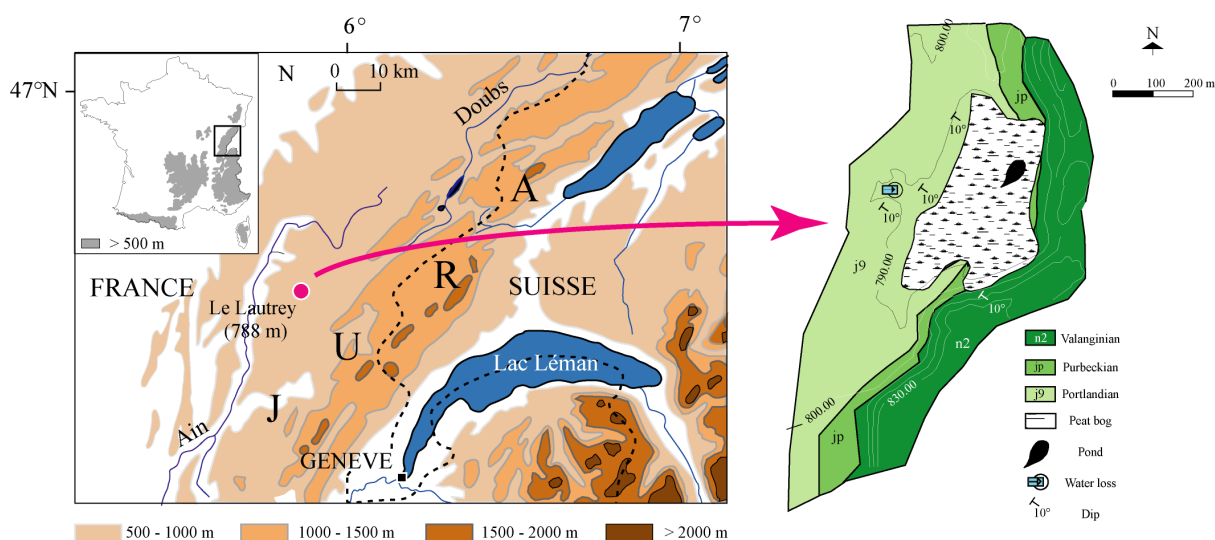 6°
7°
47°N
N
0 10 km
Doubs
> 500 m
A
FRANCE
R
SUISSE
Le Lautrey
(788 m)
U
Lac Léman
J
Ain
GENEVE
500 - 1000 m
1000 - 1500 m
1500 - 2000 m
> 2000 m
800.00
N
0 100 200 m
jp
10°
10°
10°
j9
790.00
10°
n2
800.00
830.00
jp
n2 Valanginian
jp Purbeckian
j9 Portlandian
Peat bog
Pond
Water loss
10° Dip